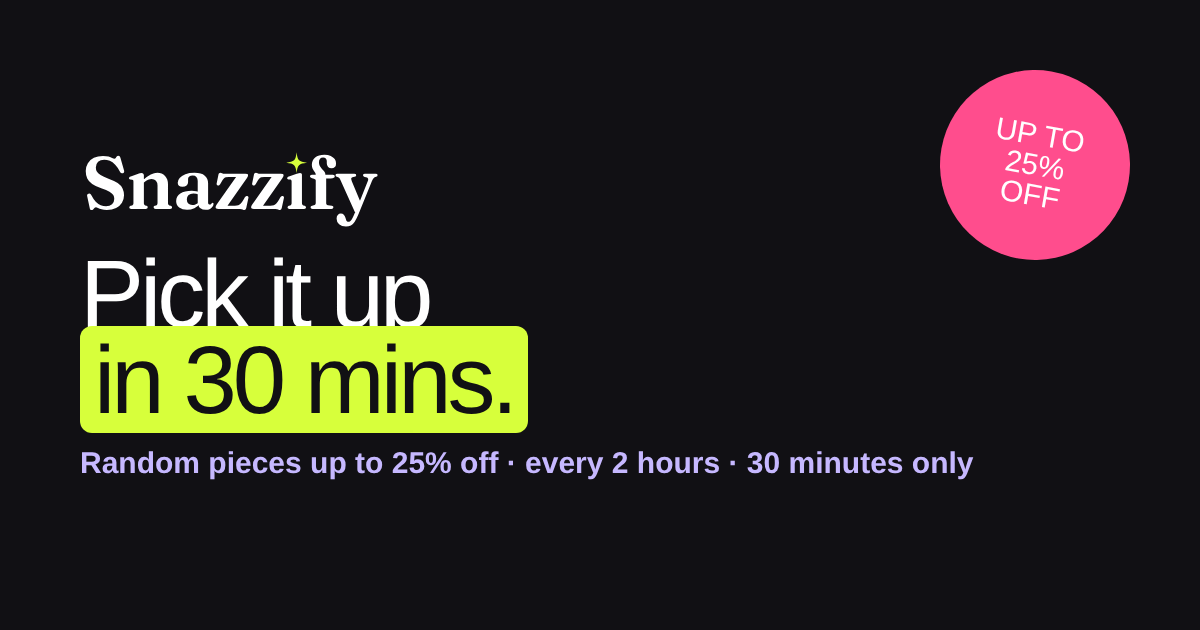 Snazzify
Pick it up
in 30 mins.
Random pieces up to 25% off · every 2 hours · 30 minutes only
UP TO
25%
OFF